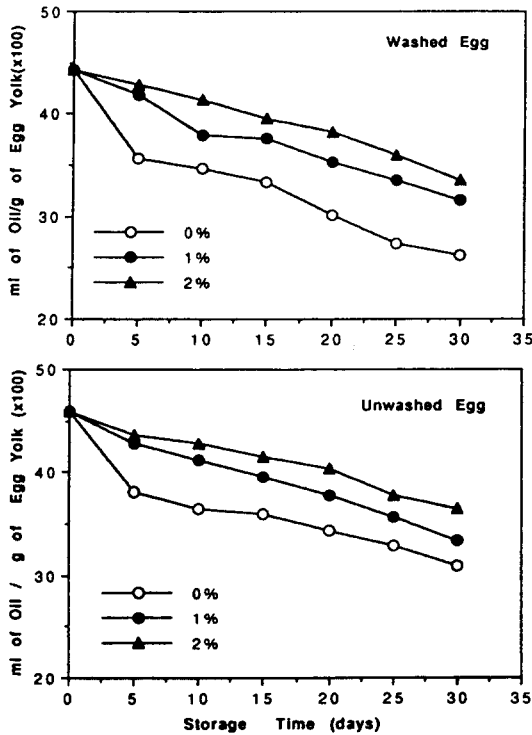 ml of Oil/g of Egg Yolk(x100)
50
40
30
20
Washed Egg
0%
1%
2%
0 5 10 15 20 25 30 35
ml of Oil / g of Egg Yolk (x100)
50
40
30
20
Unwashed Egg
0%
1%
2%
0 5 10 15 20 25 30 35
Storage Time (days)